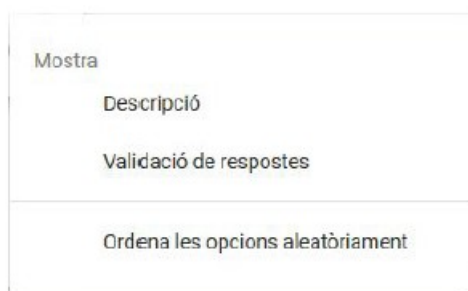 Mostra
Descripció
Validació de respostes
Ordena les opcions aleatòriament